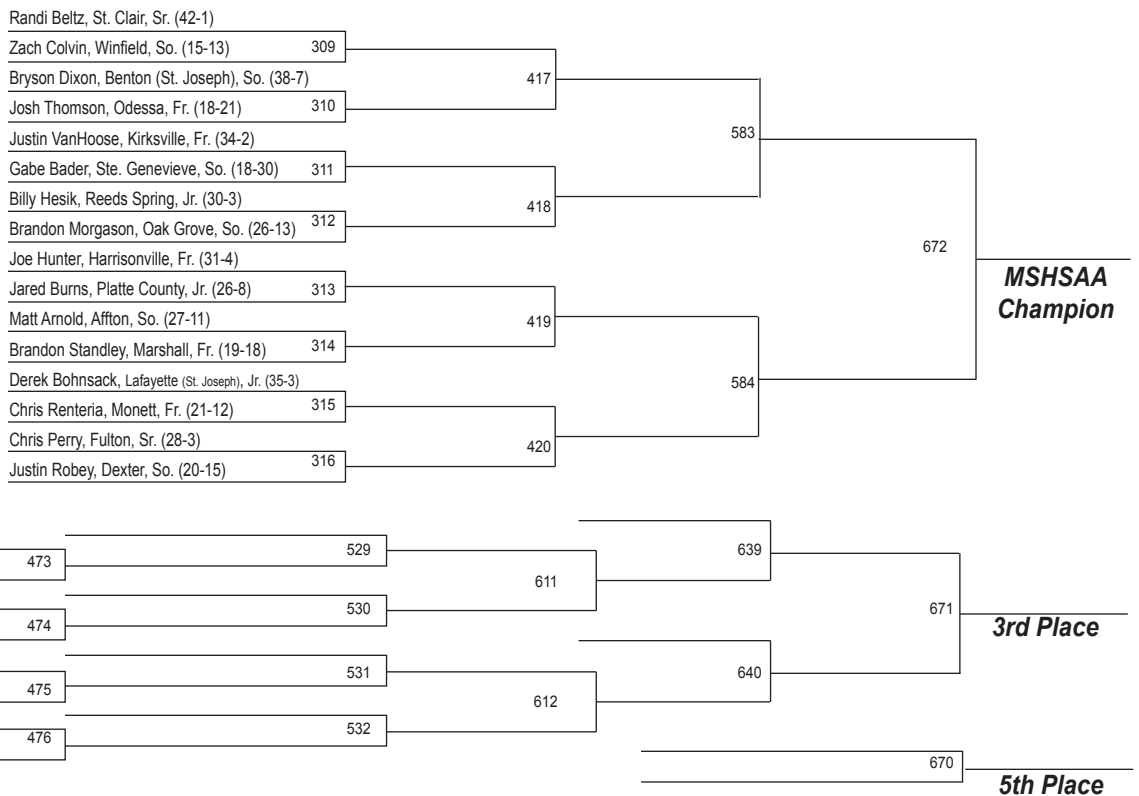 Randi Beltz, St. Clair, Sr. (42-1)
Zach Colvin, Winfield, So. (15-13)
309
Bryson Dixon, Benton (St. Joseph), So. (38-7)
417
Josh Thomson, Odessa, Fr. (18-21)
310
Justin VanHoose, Kirksville, Fr. (34-2)
583
Gabe Bader, Ste. Genevieve, So. (18-30)
311
Billy Hesik, Reeds Spring, Jr. (30-3)
418
Brandon Morgason, Oak Grove, So. (26-13)
312
672
Joe Hunter, Harrisonville, Fr. (31-4)
MSHSAA
Champion
Jared Burns, Platte County, Jr. (26-8)
313
Matt Arnold, Affton, So. (27-11)
419
Brandon Standley, Marshall, Fr. (19-18)
314
Derek Bohnsack, Lafayette (St. Joseph), Jr. (35-3)
584
Chris Renteria, Monett, Fr. (21-12)
315
Chris Perry, Fulton, Sr. (28-3)
420
Justin Robey, Dexter, So. (20-15)
316
473
529
611
639
474
530
671
3rd Place
475
531
612
640
476
532
670
5th Place